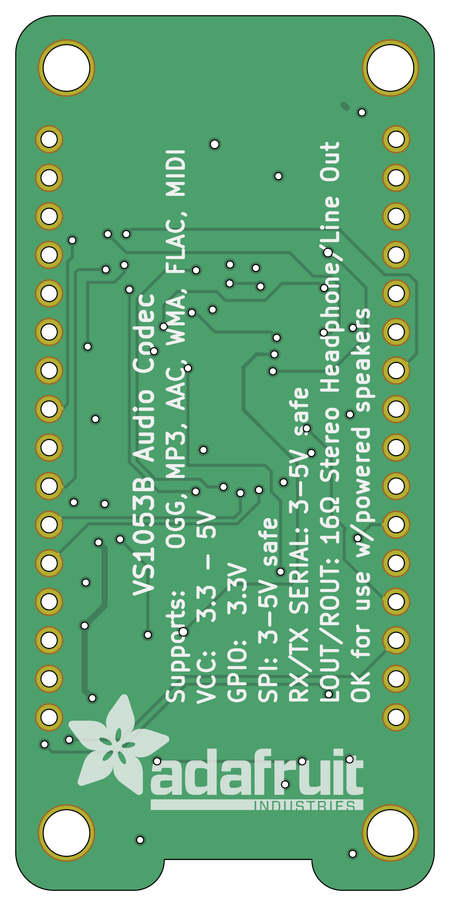 VS1053B Audio Codec
Supports:
OGG, MP3, AAC, WMA, FLAC, MIDI
VCC: 3.3 - 5V
GPIO: 3.3V
SPI: 3-5V safe
RX/TX SERIAL: 3-5V safe
LOUT/ROUT: 16Ω Stereo Headphone/Line Out
OK for use w/powered speakers
adafruit
INDUSTRIES